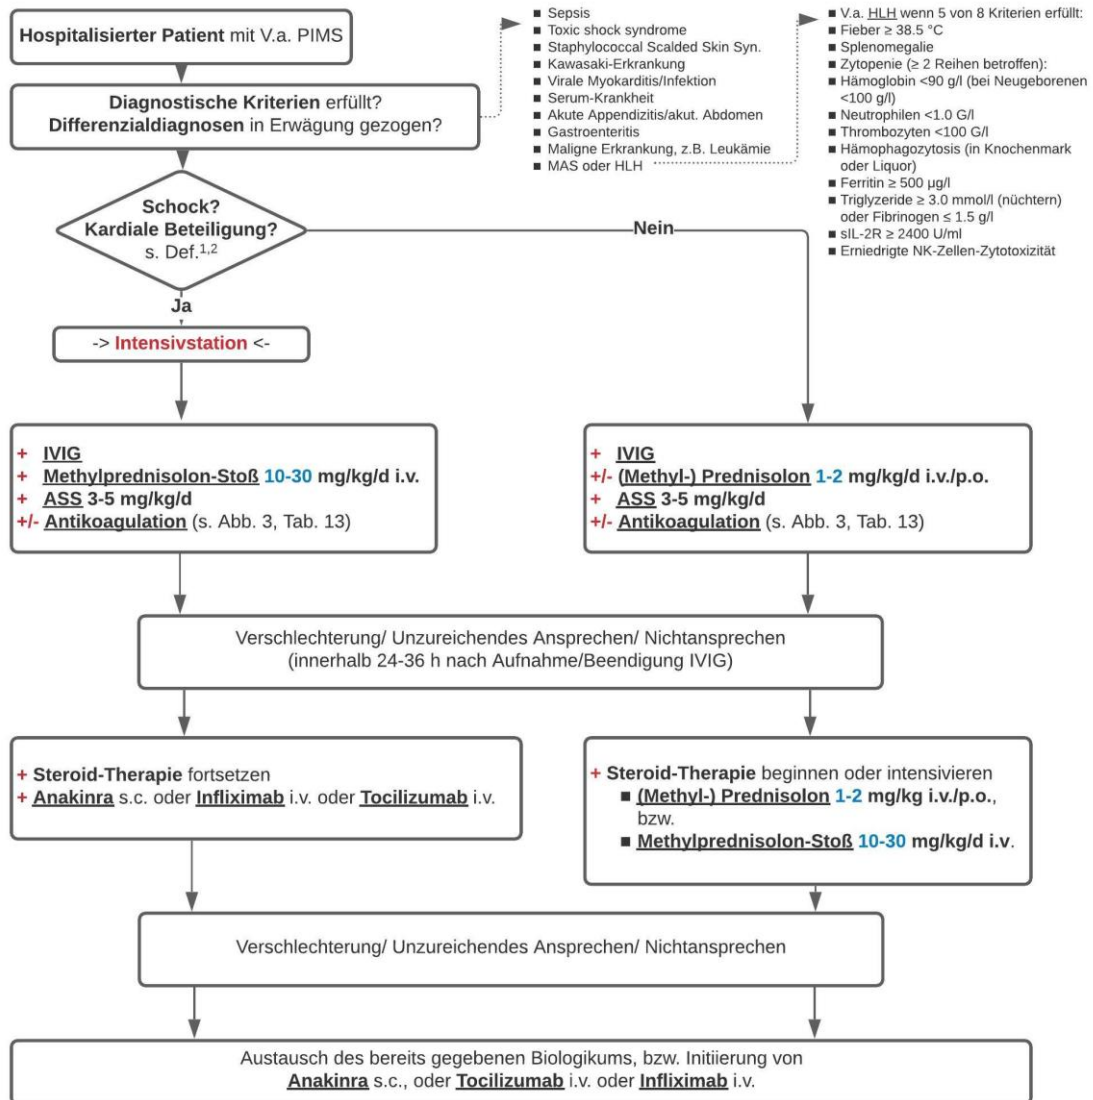 Hospitalisierter Patient mit V.a. PIMS
Diagnostische Kriterien erfüllt?
Differenzialdiagnosen in Erwägung gezogen?
■ Sepsis
■ Toxic shock syndrome
■ Staphylococcal Scalded Skin Syn.
■ Kawasaki-Erkrankung
■ Virale Myokarditis/Infektion
■ Serum-Krankheit
■ Akute Appendizitis/akut. Abdomen
■ Gastroenteritis
■ Maligne Erkrankung, z.B. Leukämie
■ MAS oder HLH
■ V.a. HLH wenn 5 von 8 Kriterien erfüllt:
■ Fieber ≥ 38.5 °C
■ Splenomegalie
■ Zytopenie (≥ 2 Reihen betroffen):
■ Hämoglobin <90 g/l (bei Neugeborenen
<100 g/l)
■ Neutrophilen <1.0 G/l
■ Thrombozyten <100 G/l
■ Hämophagozytosis (in Knochenmark
oder Liquor)
■ Ferritin ≥ 500 µg/l
■ Triglyzeride ≥ 3.0 mmol/l (nüchtern)
oder Fibrinogen ≤ 1.5 g/l
■ sIL-2R ≥ 2400 U/ml
■ Erniedrigte NK-Zellen-Zytotoxizität
Schock?
Kardiale Beteiligung?
s. Def.1,2
Nein
Ja
-> Intensivstation <-
+ IVIG
+ Methylprednisolon-Stoß 10-30 mg/kg/d i.v.
+ ASS 3-5 mg/kg/d
+/- Antikoagulation (s. Abb. 3, Tab. 13)
+ IVIG
+/- (Methyl-) Prednisolon 1-2 mg/kg/d i.v./p.o.
+ ASS 3-5 mg/kg/d
+/- Antikoagulation (s. Abb. 3, Tab. 13)
Verschlechterung/ Unzureichendes Ansprechen/ Nichtansprechen
(innerhalb 24-36 h nach Aufnahme/Beendigung IVIG)
+ Steroid-Therapie fortsetzen
+ Anakinra s.c. oder Infliximab i.v. oder Tocilizumab i.v.
+ Steroid-Therapie beginnen oder intensivieren
■ (Methyl-) Prednisolon 1-2 mg/kg i.v./p.o.,
bzw.
■ Methylprednisolon-Stoß 10-30 mg/kg/d i.v.
Verschlechterung/ Unzureichendes Ansprechen/ Nichtansprechen
Austausch des bereits gegebenen Biologikums, bzw. Initiierung von
Anakinra s.c., oder Tocilizumab i.v. oder Infliximab i.v.